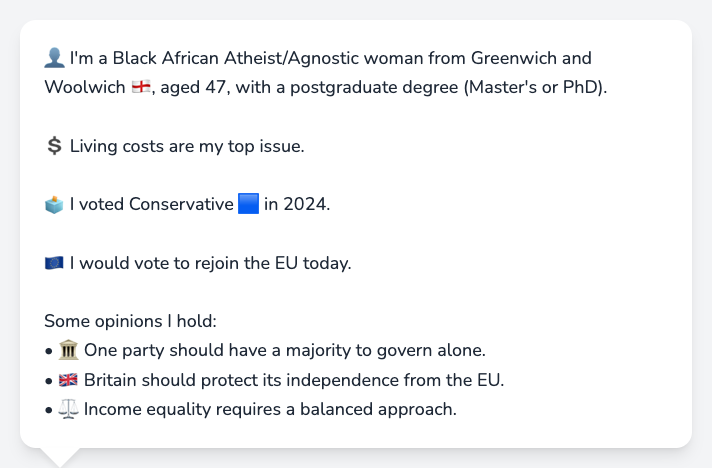 👤 I'm a Black African Atheist/Agnostic woman from Greenwich and
Woolwich 🏴󠁧󠁢󠁥󠁮󠁧󠁿, aged 47, with a postgraduate degree (Master's or PhD).
💲 Living costs are my top issue.
🗳️ I voted Conservative 🟦 in 2024.
🇪🇺 I would vote to rejoin the EU today.
Some opinions I hold:
• 🏛️ One party should have a majority to govern alone.
• 🇬🇧 Britain should protect its independence from the EU.
• ⚖️ Income equality requires a balanced approach.